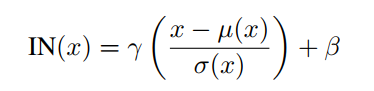 IN(x) = γ ( (x − μ(x)) / σ(x) ) + β